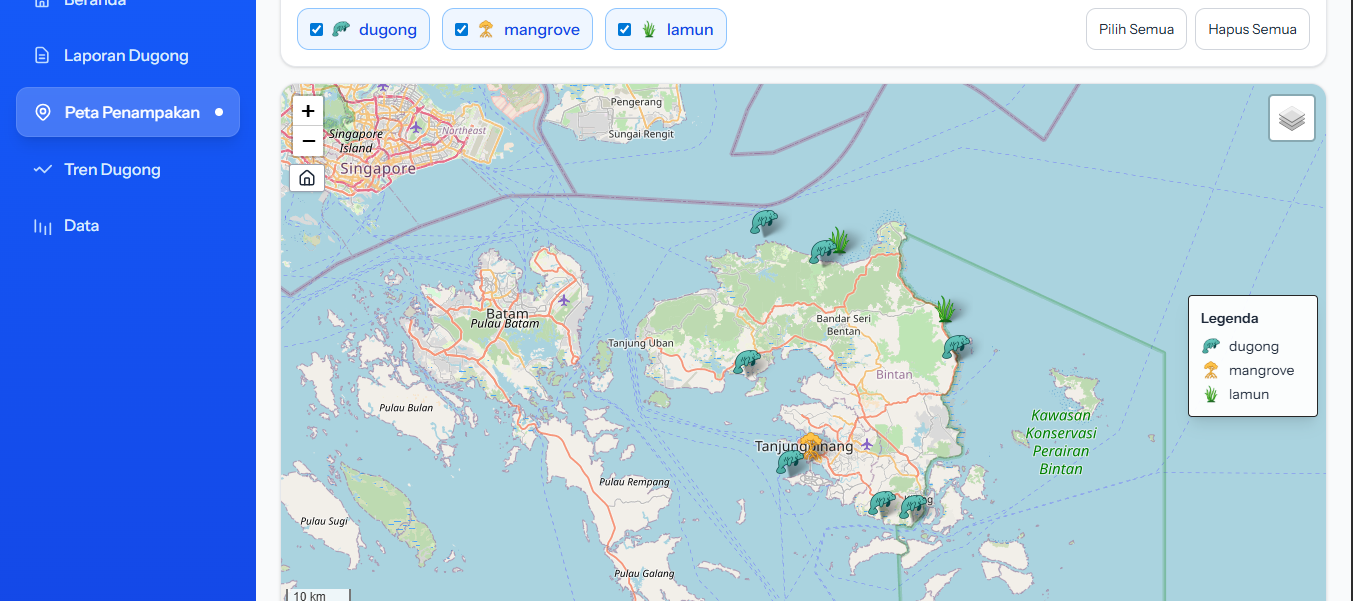 Beranda
Laporan Dugong
Peta Penampakan
Tren Dugong
Data
dugong
mangrove
lamun
Pilih Semua
Hapus Semua
+
−
Pengerang
Sungai Rengit
Northeast
Singapore
Island
Singapore
Batam
Pulau Batam
Tanjung Uban
Bandar Seri
Bentan
Bintan
Pulau Bulan
Kawasan
Konservasi
Perairan
Bintan
Pulau Rempang
Pulau Sugi
Pulau Galang
10 km
Legenda
dugong
mangrove
lamun